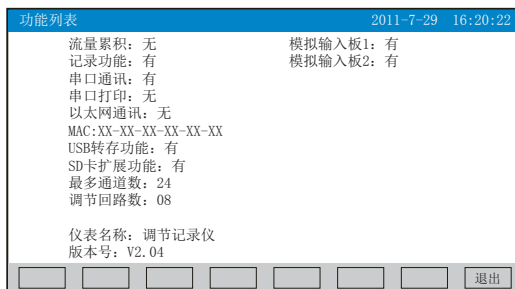 功能列表
2011-7-29 16:20:22
流量累积：无
记录功能：有
串口通讯：有
串口打印：无
以太网通讯：无
MAC:XX-XX-XX-XX-XX-XX
USB转存功能：有
SD卡扩展功能：有
最多通道数：24
调节回路数：08
模拟输入板1：有
模拟输入板2：有
仪表名称：调节记录仪
版本号：V2.04
退出